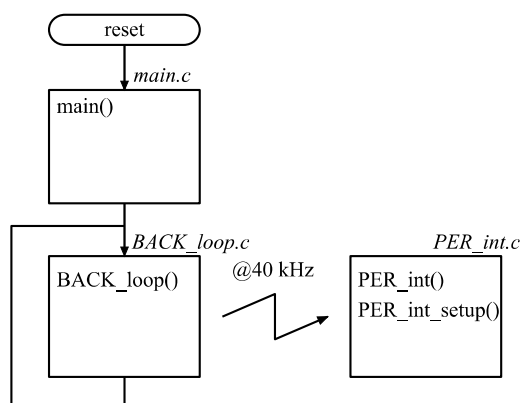 reset
main.c
main()
BACK_loop.c
BACK_loop()
@40 kHz
PER_int.c
PER_int()
PER_int_setup()